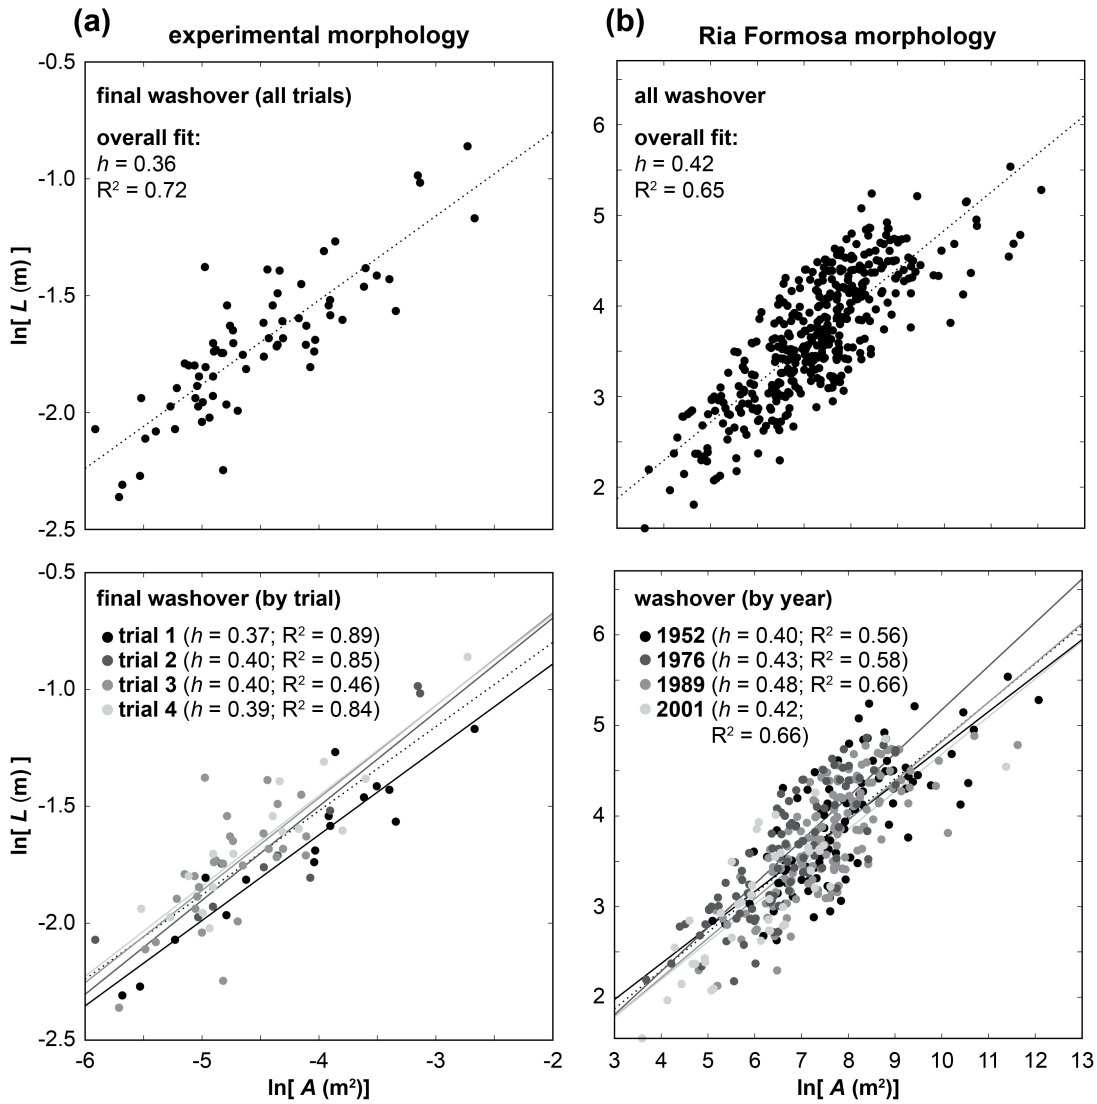 (a)
experimental morphology
-0.5
-1.0
-1.5
-2.0
-2.5
ln[ L (m) ]
final washover (all trials)
overall fit:
h = 0.36
R² = 0.72
(b)
Ria Formosa morphology
6
5
4
3
2
all washover
overall fit:
h = 0.42
R² = 0.65
-0.5
-1.0
-1.5
-2.0
-2.5
ln[ L (m) ]
final washover (by trial)
trial 1 (h = 0.37; R² = 0.89)
trial 2 (h = 0.40; R² = 0.85)
trial 3 (h = 0.40; R² = 0.46)
trial 4 (h = 0.39; R² = 0.84)
-6 -5 -4 -3 -2
ln[ A (m²)]
6
5
4
3
2
washover (by year)
1952 (h = 0.40; R² = 0.56)
1976 (h = 0.43; R² = 0.58)
1989 (h = 0.48; R² = 0.66)
2001 (h = 0.42;
R² = 0.66)
3 4 5 6 7 8 9 10 11 12 13
ln[ A (m²)]